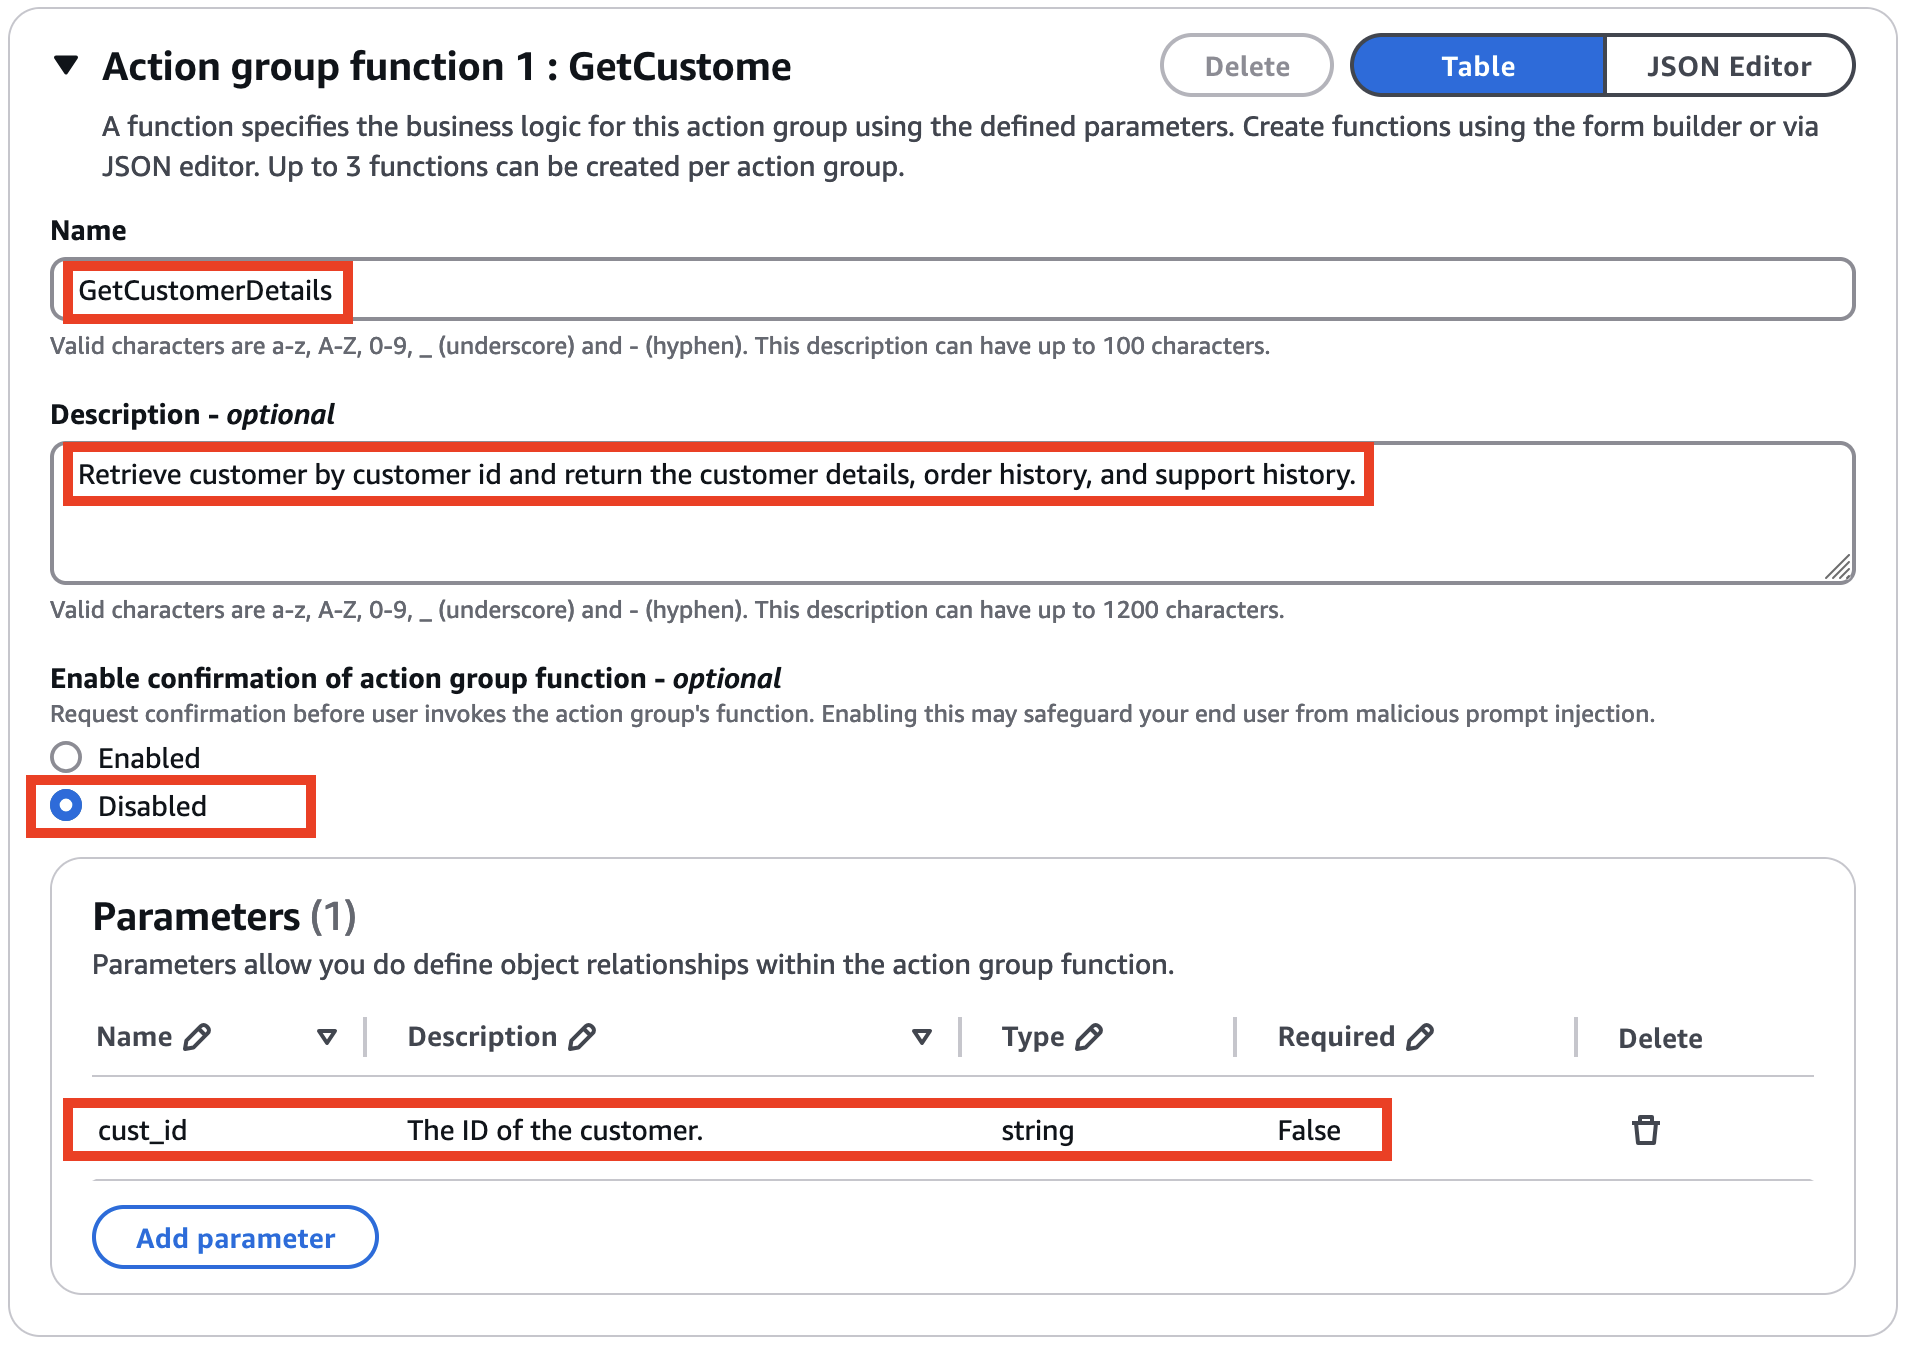 Action group function 1 : GetCustome
Delete
Table
JSON Editor
A function specifies the business logic for this action group using the defined parameters. Create functions using the form builder or via
JSON editor. Up to 3 functions can be created per action group.
Name
GetCustomerDetails
Valid characters are a-z, A-Z, 0-9, _ (underscore) and - (hyphen). This description can have up to 100 characters.
Description - optional
Retrieve customer by customer id and return the customer details, order history, and support history.
Valid characters are a-z, A-Z, 0-9, _ (underscore) and - (hyphen). This description can have up to 1200 characters.
Enable confirmation of action group function - optional
Request confirmation before user invokes the action group's function. Enabling this may safeguard your end user from malicious prompt injection.
Enabled
Disabled
Parameters (1)
Parameters allow you do define object relationships within the action group function.
Name Description Type Required Delete
cust_id The ID of the customer. string False
Add parameter